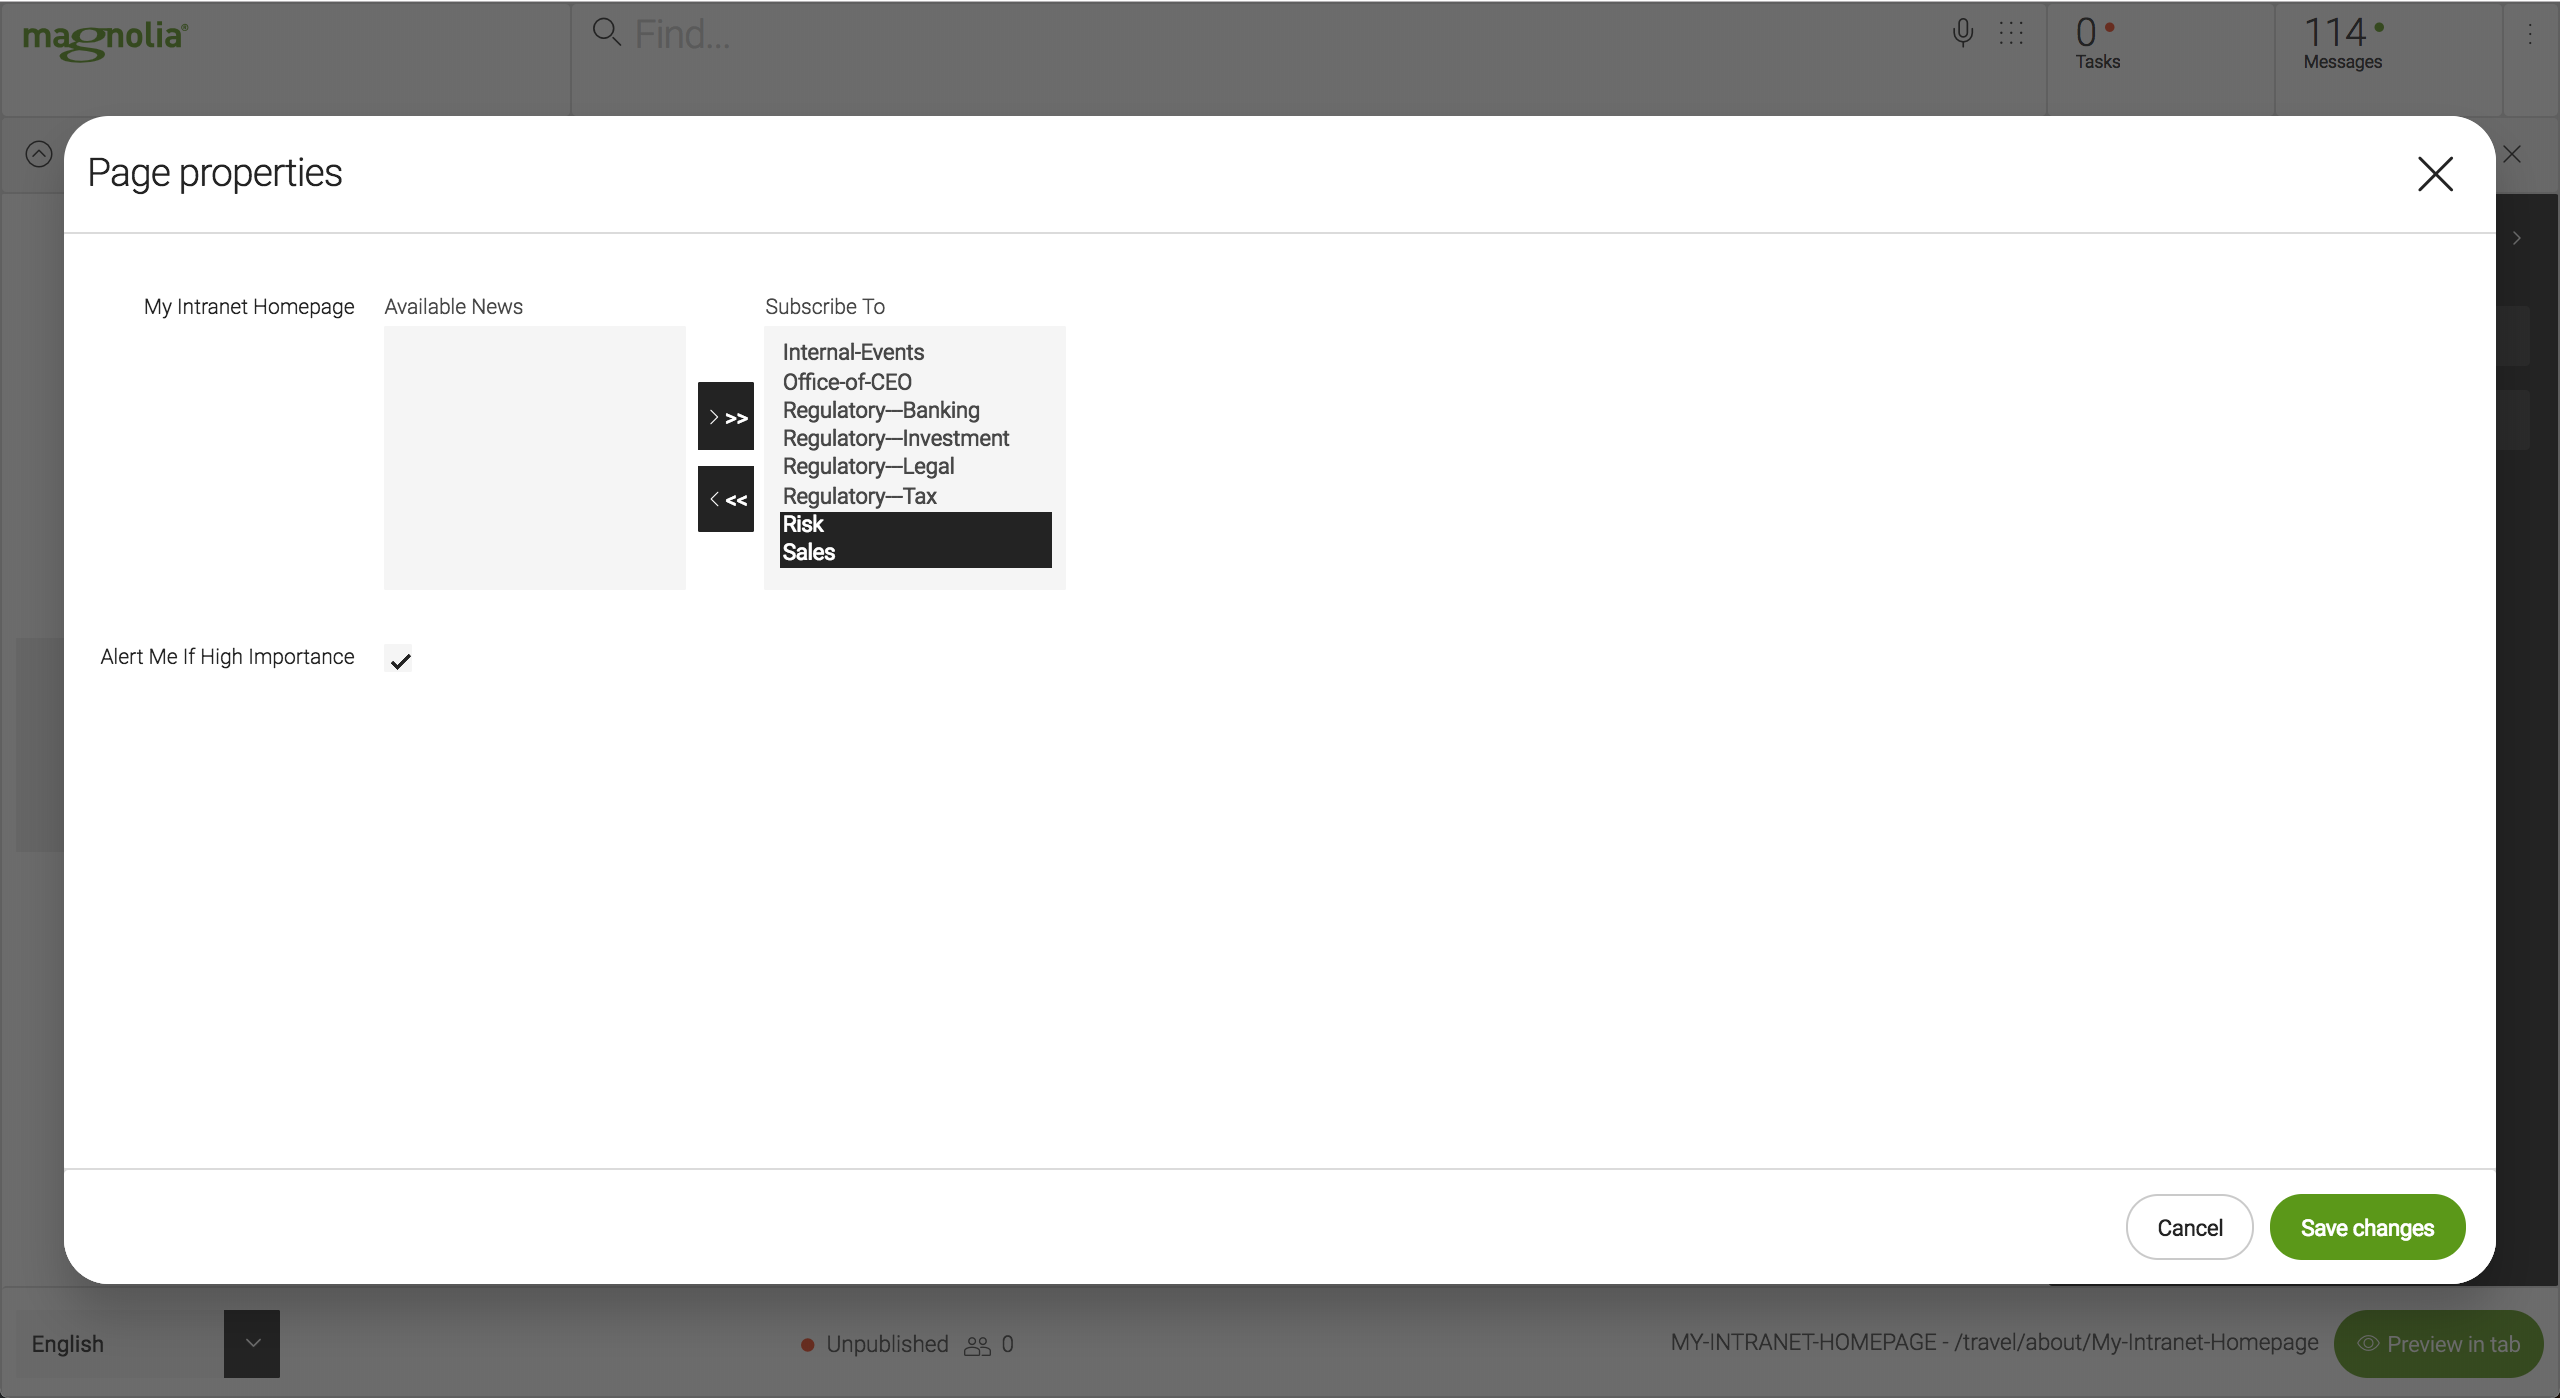 magnolia®
Find...
0
Tasks
114
Messages
Page properties
My Intranet Homepage
Available News
Subscribe To
Internal-Events
Office-of-CEO
Regulatory---Banking
Regulatory---Investment
Regulatory---Legal
Regulatory---Tax
Risk
Sales
>>
<<
Alert Me If High Importance
Cancel
Save changes
English
Unpublished
0
MY-INTRANET-HOMEPAGE - /travel/about/My-Intranet-Homepage
Preview in tab